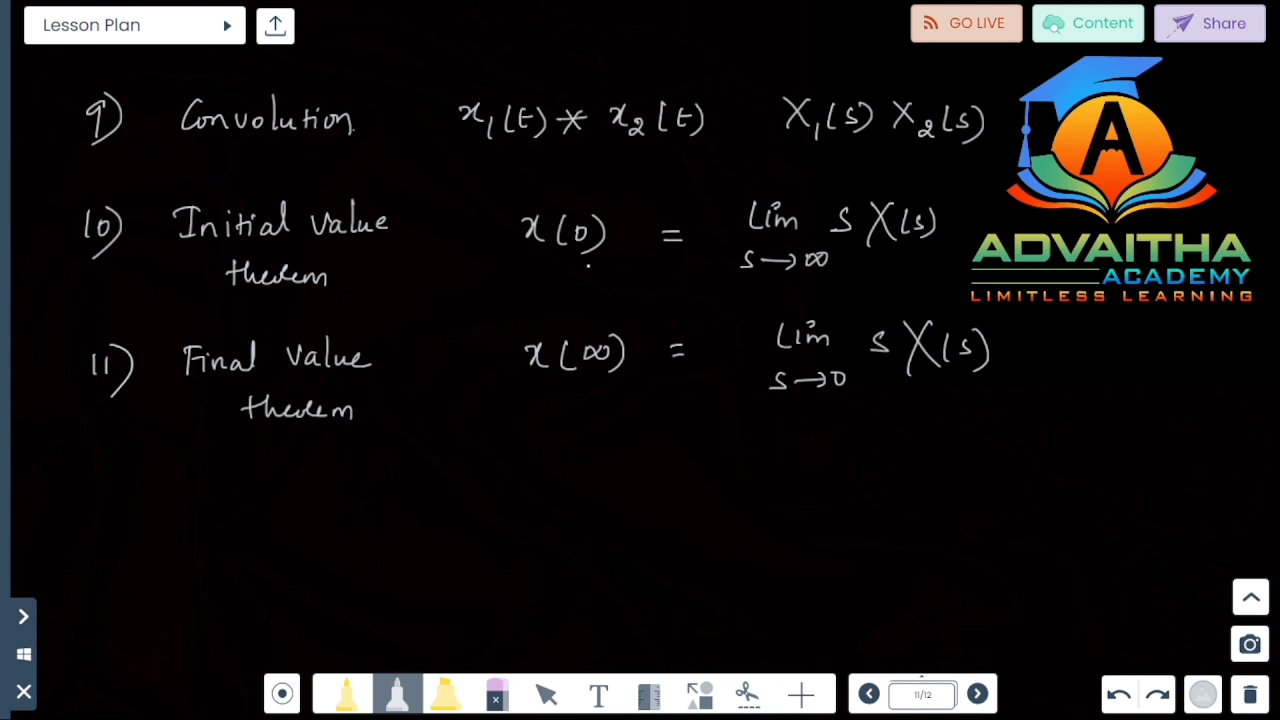 Lesson Plan
GO LIVE
Content
Share
9) Convolution x₁(t) * x₂(t) X₁(s) X₂(s)
10) Initial value theorem x(0) = Lim s→∞ s X(s)
11) Final value theorem x(∞) = Lim s→0 s X(s)
A
ADVAITHA
ACADEMY
LIMITLESS LEARNING
T
11/12